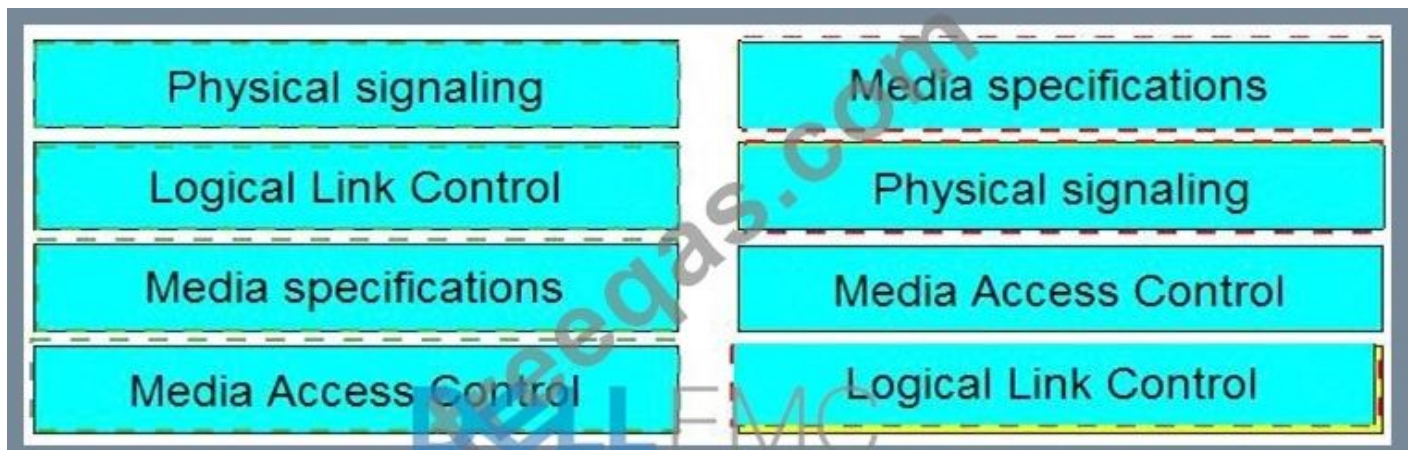 Physical signaling
Logical Link Control
Media specifications
Media Access Control
Media specifications
Physical signaling
Media Access Control
Logical Link Control
freeqas.com
DELL EMC